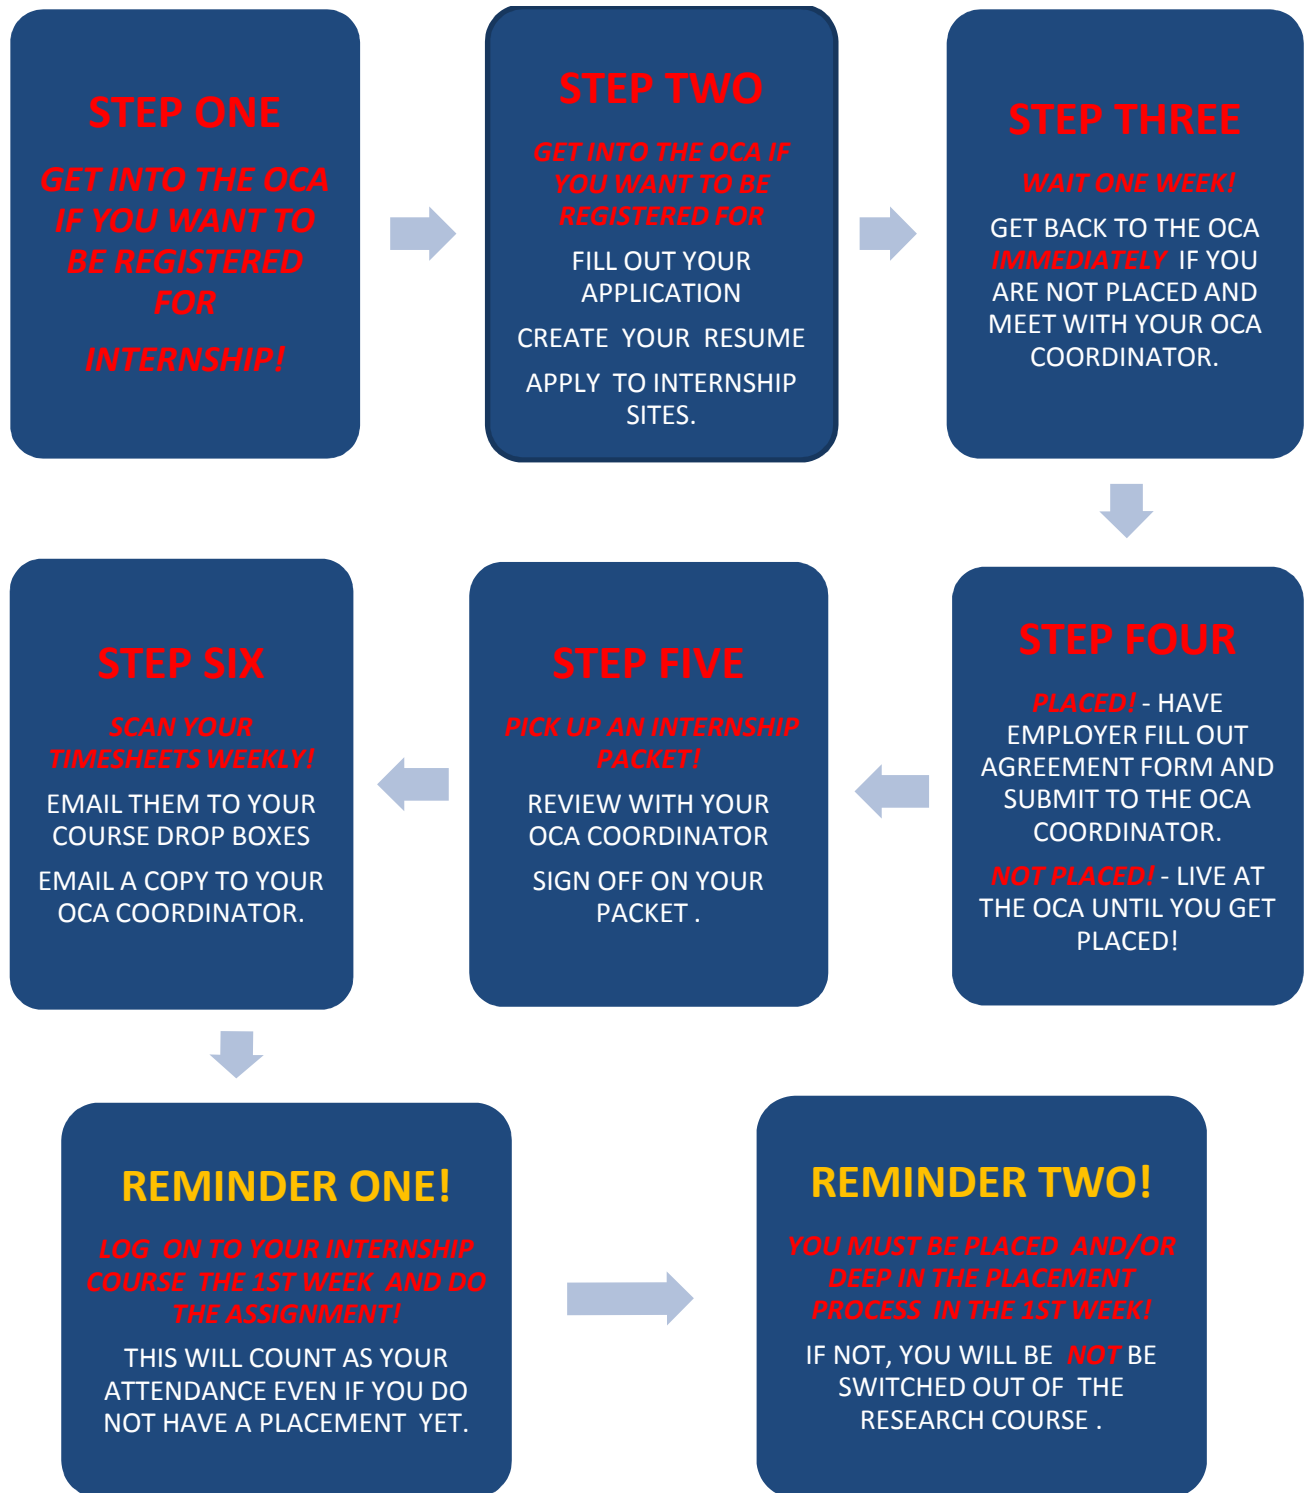 STEP ONE
GET INTO THE OCA
IF YOU WANT TO
BE REGISTERED
FOR
INTERNSHIP!
STEP TWO
GET INTO THE OCA IF
YOU WANT TO BE
REGISTERED FOR
FILL OUT YOUR
APPLICATION
CREATE YOUR RESUME
APPLY TO INTERNSHIP
SITES.
STEP THREE
WAIT ONE WEEK!
GET BACK TO THE OCA
IMMEDIATELY IF YOU
ARE NOT PLACED AND
MEET WITH YOUR OCA
COORDINATOR.
STEP FOUR
PLACED! - HAVE
EMPLOYER FILL OUT
AGREEMENT FORM AND
SUBMIT TO THE OCA
COORDINATOR.
NOT PLACED! - LIVE AT
THE OCA UNTIL YOU GET
PLACED!
STEP FIVE
PICK UP AN INTERNSHIP
PACKET!
REVIEW WITH YOUR
OCA COORDINATOR
SIGN OFF ON YOUR
PACKET .
STEP SIX
SCAN YOUR
TIMESHEETS WEEKLY!
EMAIL THEM TO YOUR
COURSE DROP BOXES
EMAIL A COPY TO YOUR
OCA COORDINATOR.
REMINDER ONE!
LOG ON TO YOUR INTERNSHIP
COURSE THE 1ST WEEK AND DO
THE ASSIGNMENT!
THIS WILL COUNT AS YOUR
ATTENDANCE EVEN IF YOU DO
NOT HAVE A PLACEMENT YET.
REMINDER TWO!
YOU MUST BE PLACED AND/OR
DEEP IN THE PLACEMENT
PROCESS IN THE 1ST WEEK!
IF NOT, YOU WILL BE NOT BE
SWITCHED OUT OF THE
RESEARCH COURSE .